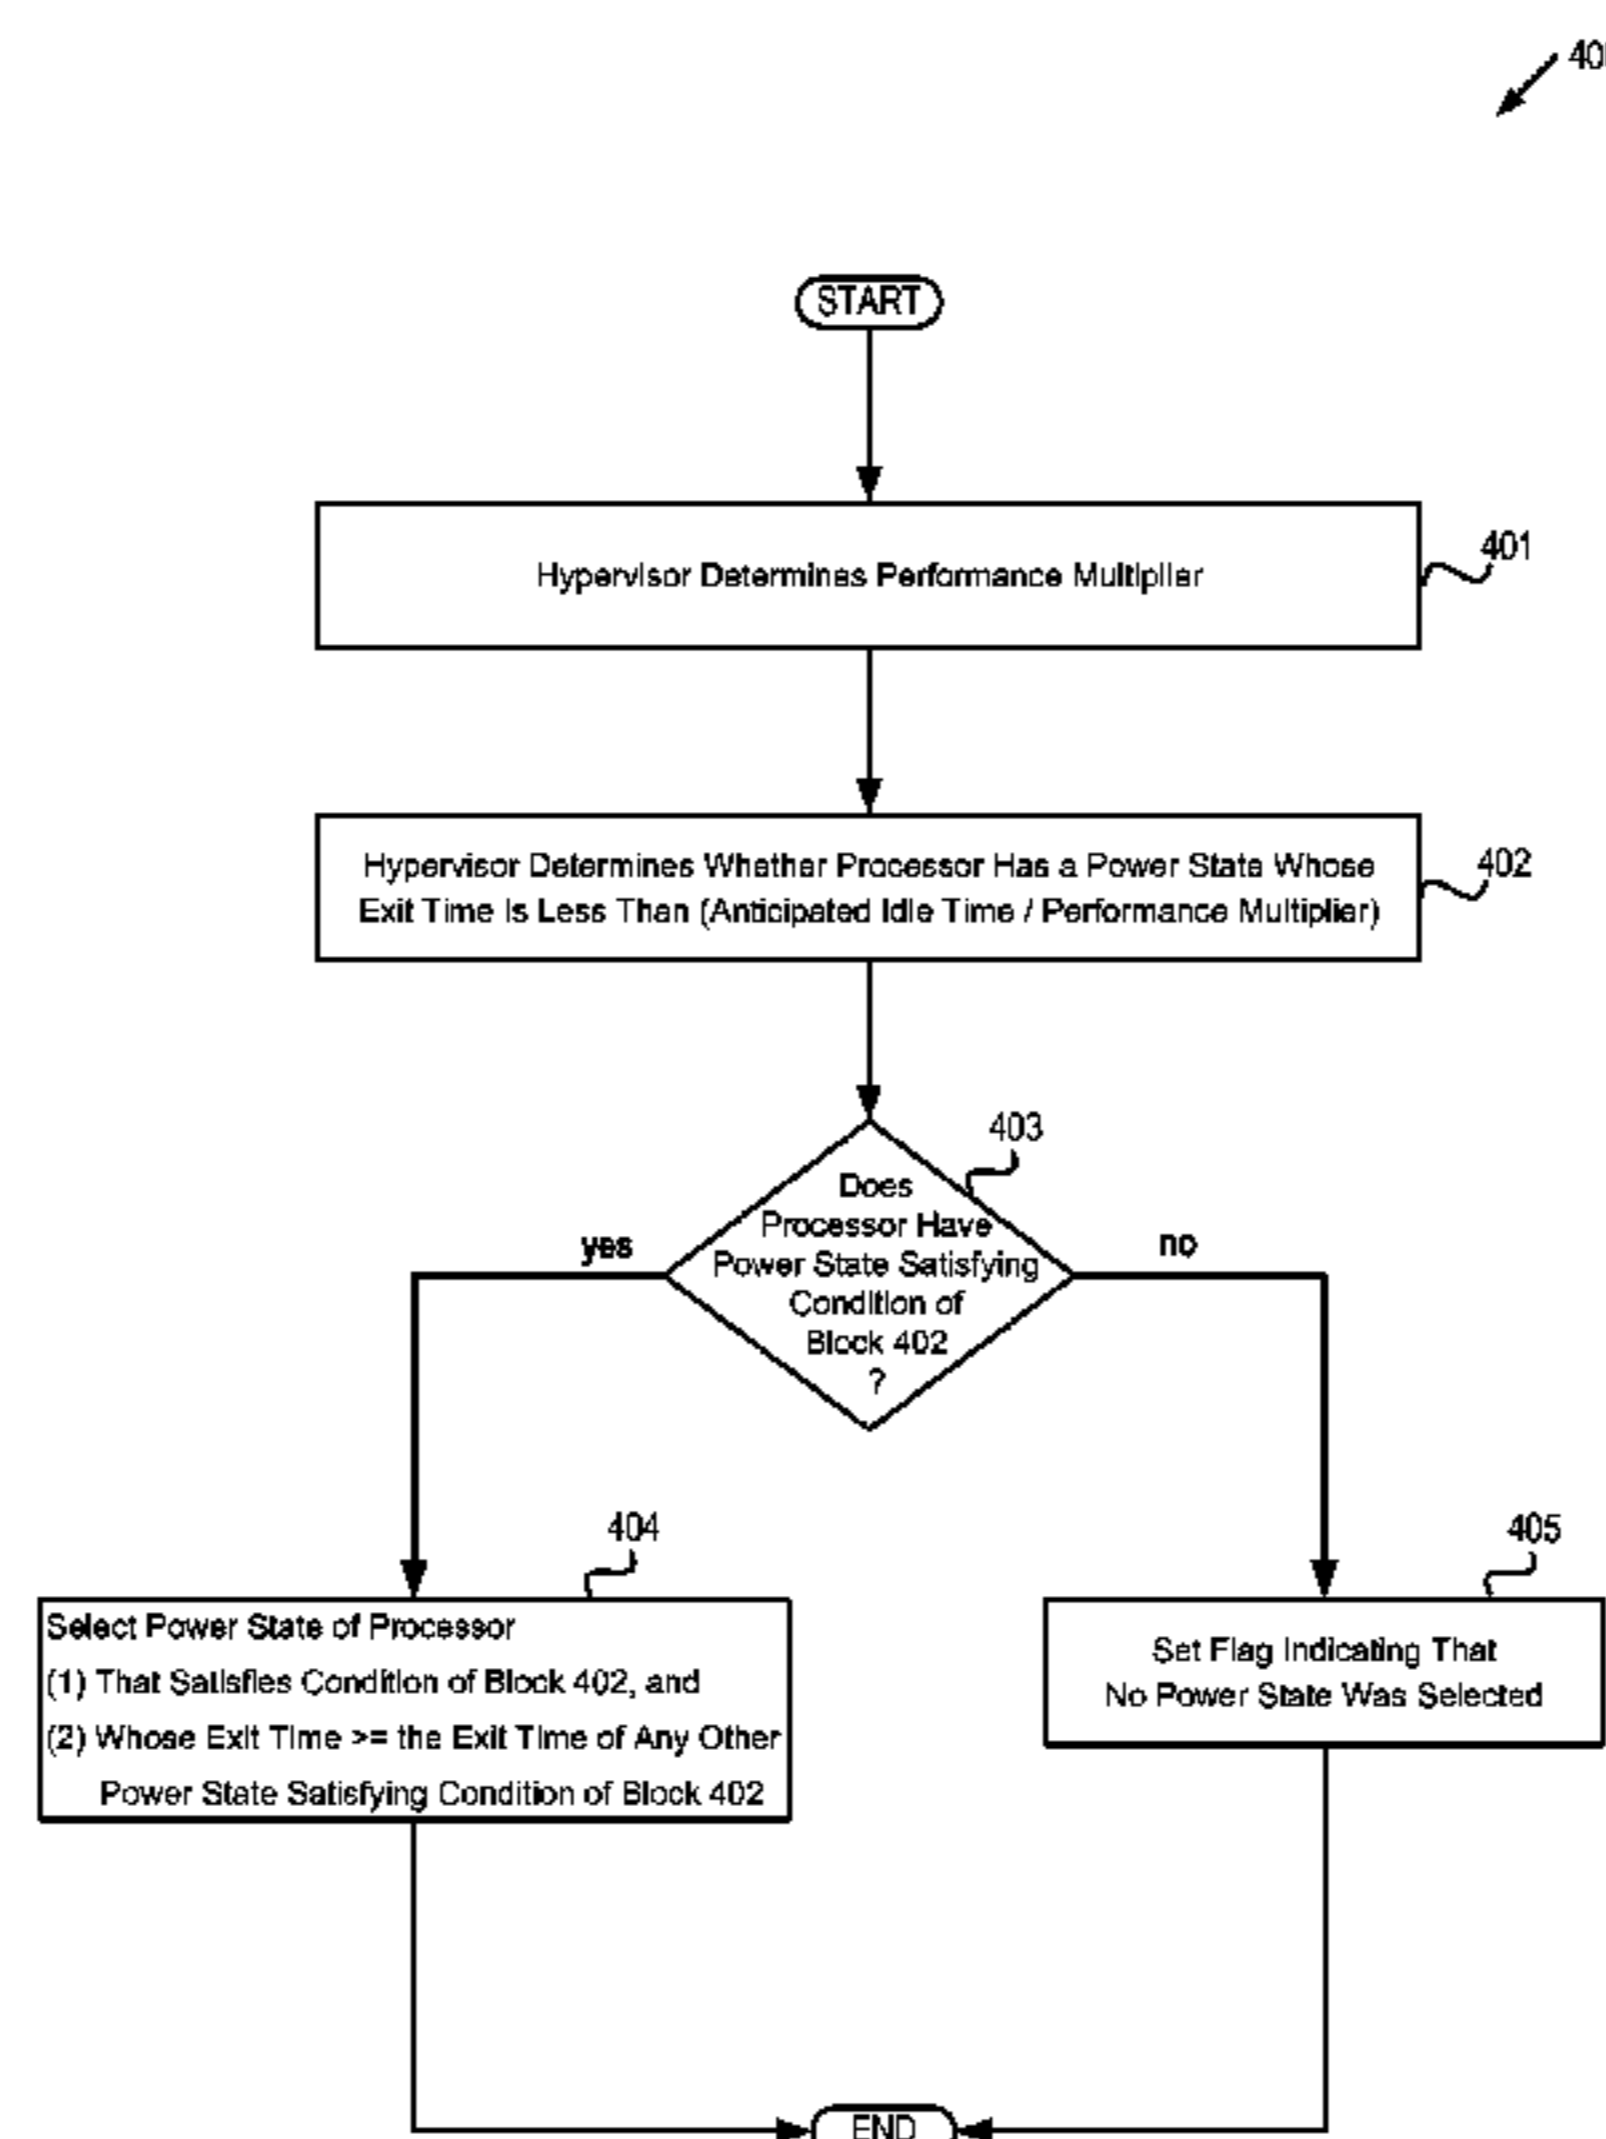 START
Hypervisor Determines Performance Multiplier
401
Hypervisor Determines Whether Processor Has a Power State Whose
Exit Time Is Less Than (Anticipated Idle Time / Performance Multiplier)
402
403
Does
Processor Have
Power State Satisfying
Condition of
Block 402
?
yes
no
404
Select Power State of Processor
(1) That Satisfies Condition of Block 402, and
(2) Whose Exit Time >= the Exit Time of Any Other
Power State Satisfying Condition of Block 402
405
Set Flag Indicating That
No Power State Was Selected
END